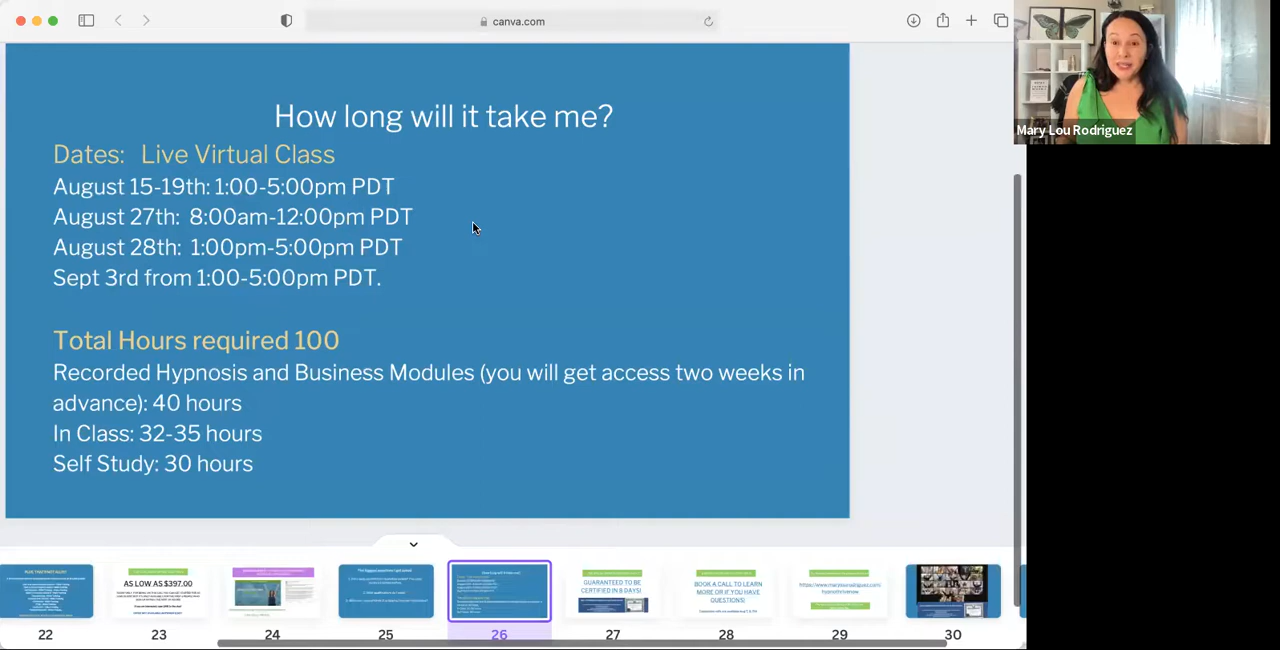 canva.com
Mary Lou Rodriguez
How long will it take me?
Dates: Live Virtual Class
August 15-19th: 1:00-5:00pm PDT
August 27th: 8:00am-12:00pm PDT
August 28th: 1:00pm-5:00pm PDT
Sept 3rd from 1:00-5:00pm PDT.
Total Hours required 100
Recorded Hypnosis and Business Modules (you will get access two weeks in
advance): 40 hours
In Class: 32-35 hours
Self Study: 30 hours
AS LOW AS $397.00
GUARANTEED TO BE
CERTIFIED IN 8 DAYS!
BOOK A CALL TO LEARN
MORE OR IF YOU HAVE
QUESTIONS!
22
23
24
25
26
27
28
29
30